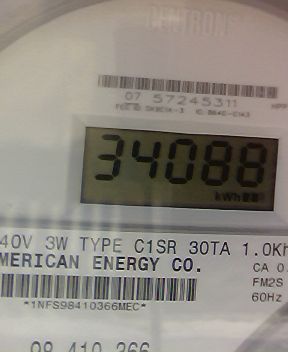 CENTRON
07 57245311
34088
kWh
40V 3W TYPE C1SR 30TA 1.0Kh
MERICAN ENERGY CO.
CA 0.
FM2S
60Hz
*1NFS98410366MEC*
98 410 366